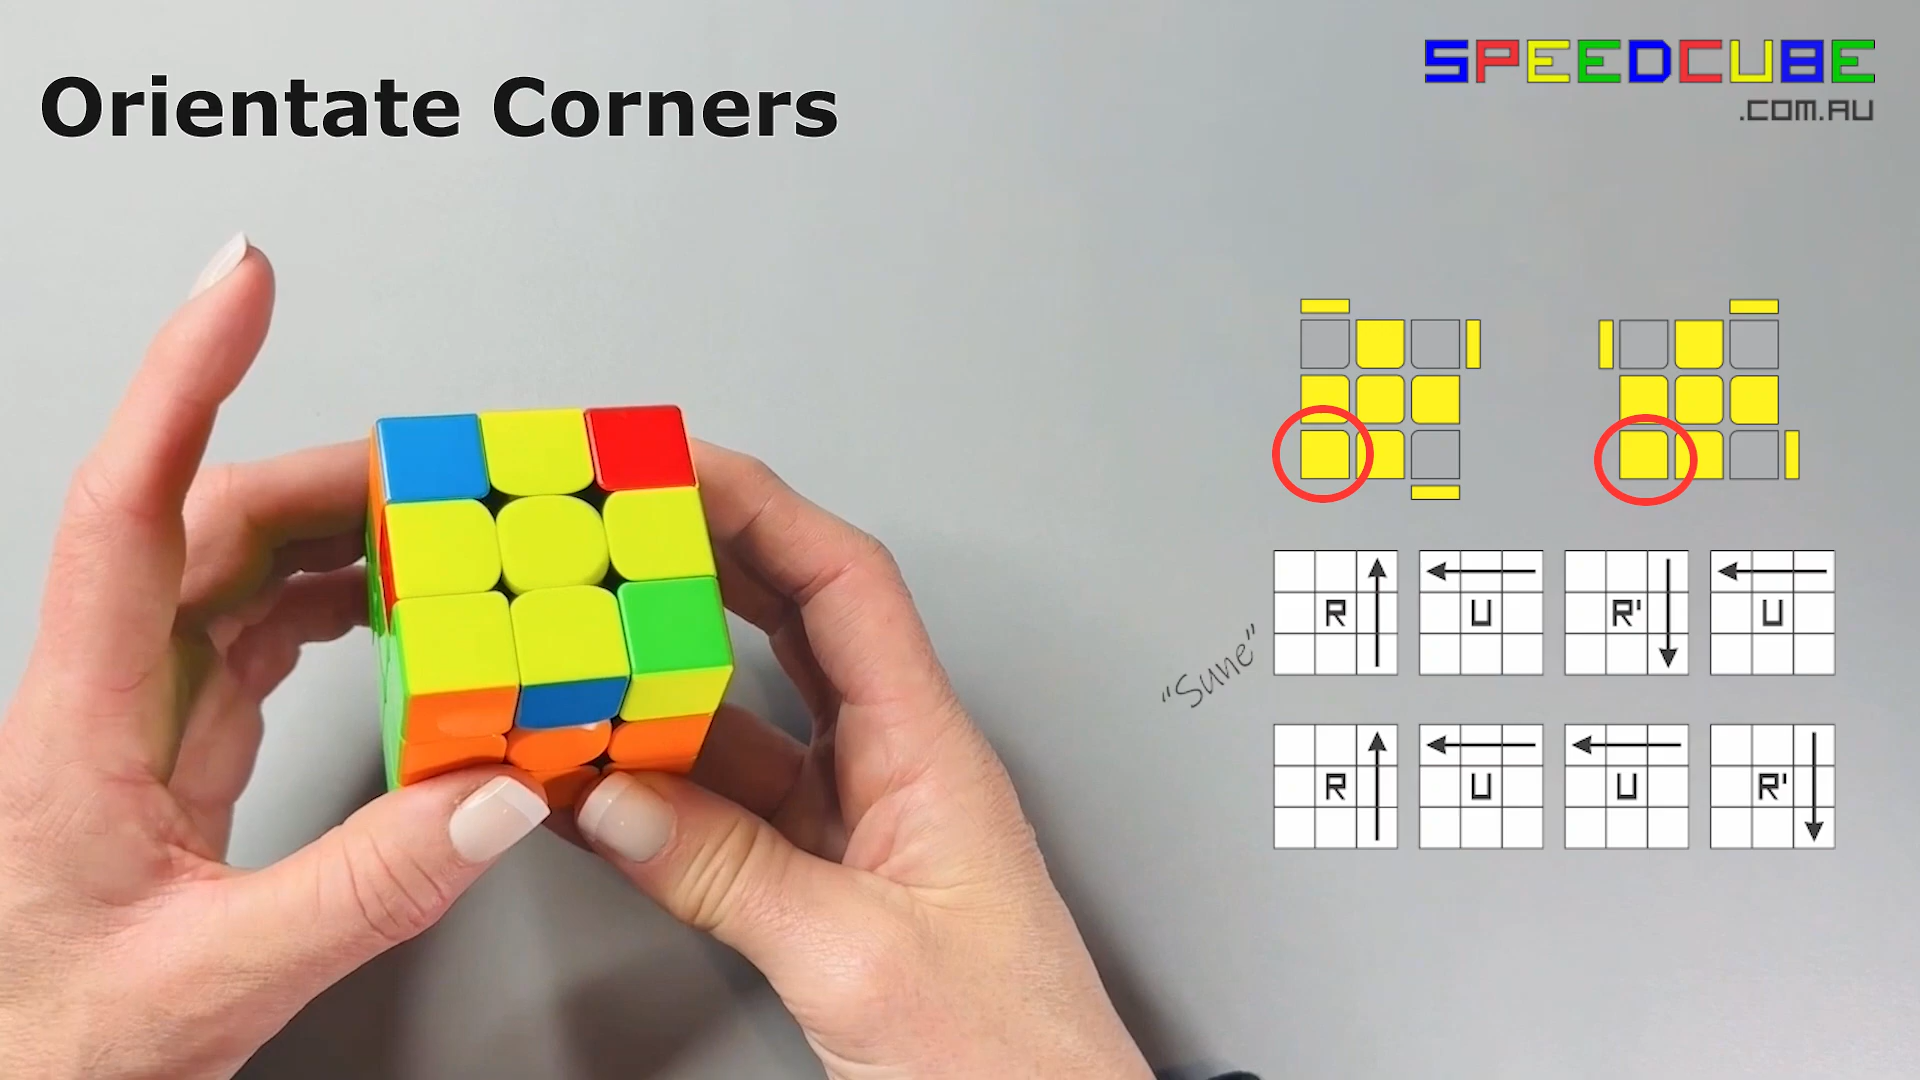 Orientate Corners
SPEEDCUBE
.COM.AU
"Sune"
R U R' U
R U U R'